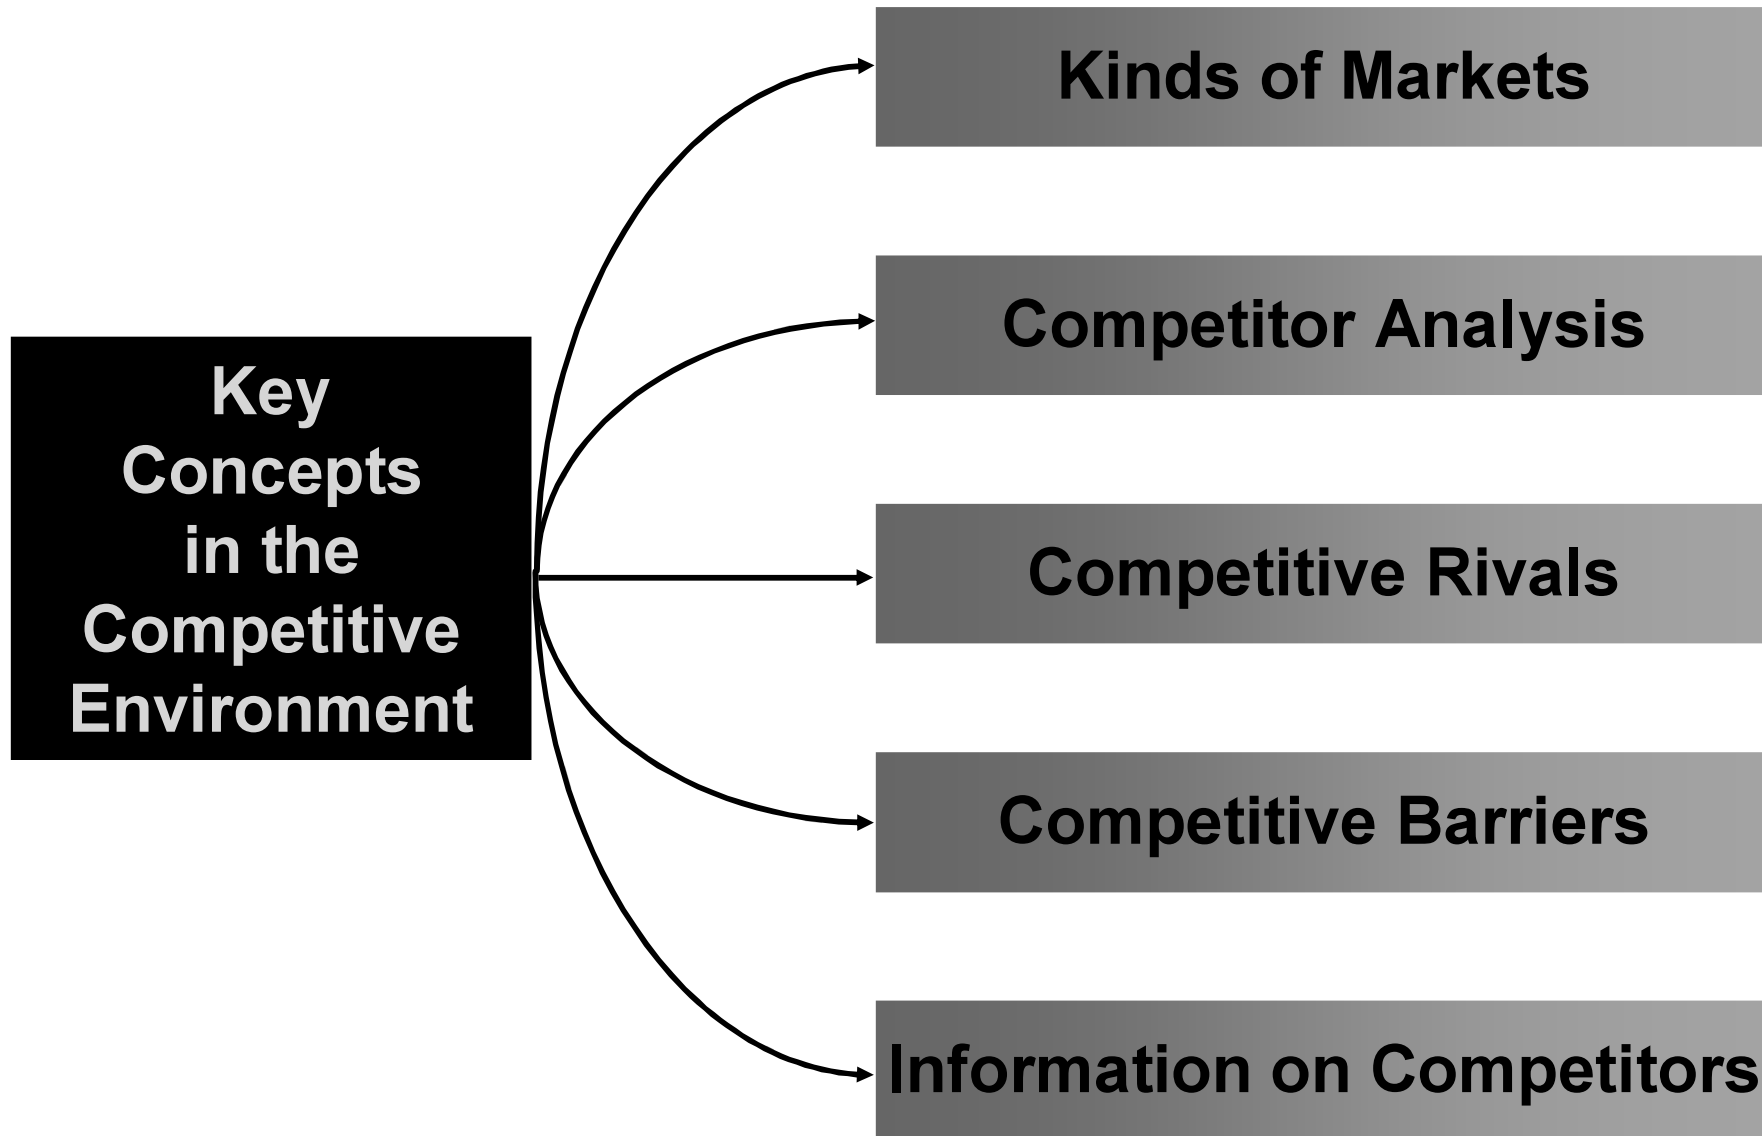 Key
Concepts
in the
Competitive
Environment
Kinds of Markets
Competitor Analysis
Competitive Rivals
Competitive Barriers
Information on Competitors